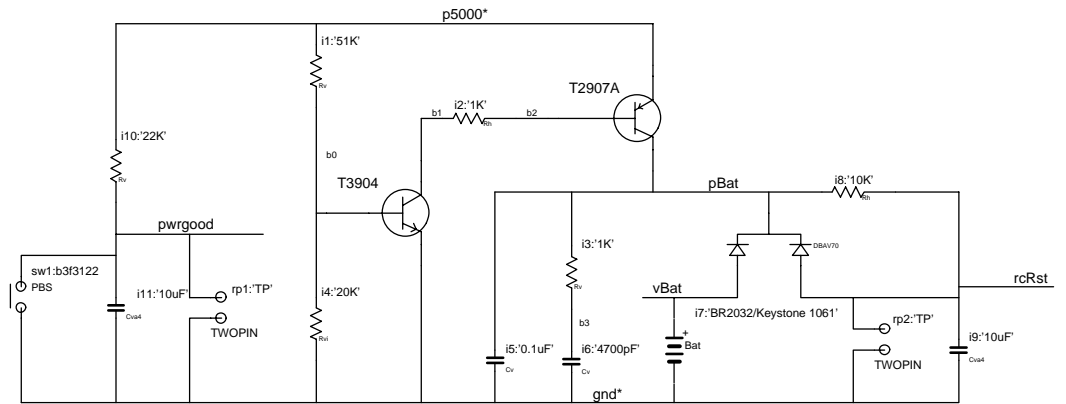 p5000*
i1:'51K'
Rv
T2907A
i2:'1K'
b1
b2
Rh
i10:'22K'
Rv
b0
T3904
pBat
i8:'10K'
Rh
pwrgood
i3:'1K'
Rv
DBAV70
sw1:b3f3122
PBS
i11:'10uF'
Cva4
rp1:'TP'
TWOPIN
i4:'20K'
Rvi
vBat
rcRst
i7:'BR2032/Keystone 1061'
b3
i5:'0.1uF'
Cv
i6:'4700pF'
Cv
+
Bat
rp2:'TP'
TWOPIN
i9:'10uF'
Cva4
gnd*